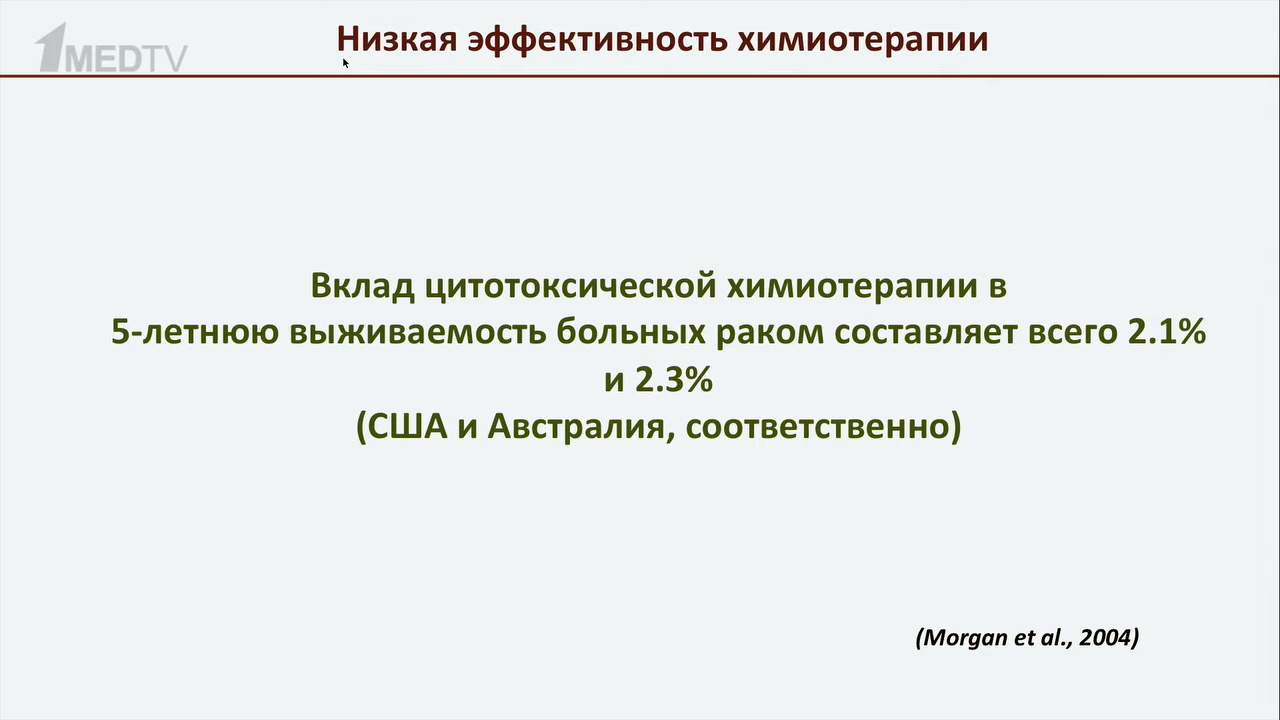 1MEDTV
Низкая эффективность химиотерапии
Вклад цитотоксической химиотерапии в
5-летнюю выживаемость больных раком составляет всего 2.1%
и 2.3%
(США и Австралия, соответственно)
(Morgan et al., 2004)